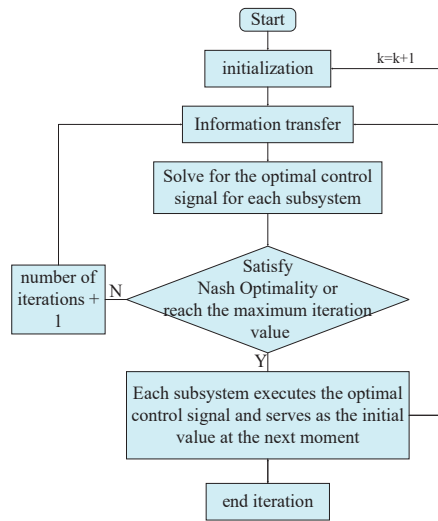 Start
initialization
k=k+1
Information transfer
Solve for the optimal control
signal for each subsystem
Satisfy
Nash Optimality or
reach the maximum iteration
value
number of
iterations +
1
N
Y
Each subsystem executes the optimal
control signal and serves as the initial
value at the next moment
end iteration